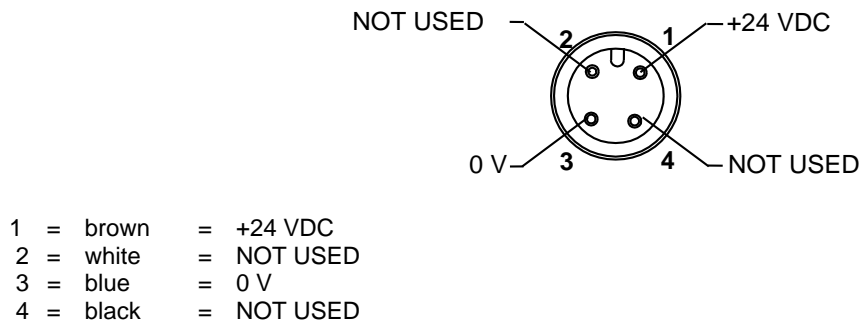 NOT USED
+24 VDC
2
1
0 V
3
4
NOT USED
1 = brown = +24 VDC
2 = white = NOT USED
3 = blue = 0 V
4 = black = NOT USED